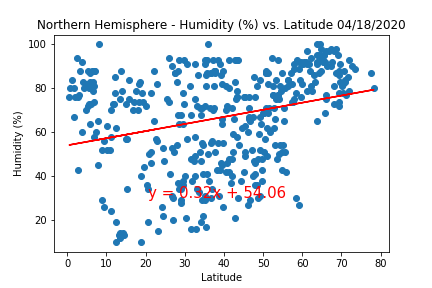 Northern Hemisphere - Humidity (%) vs. Latitude 04/18/2020
100
80
60
40
20
Humidity (%)
y = 0.32x + 54.06
0 10 20 30 40 50 60 70 80
Latitude